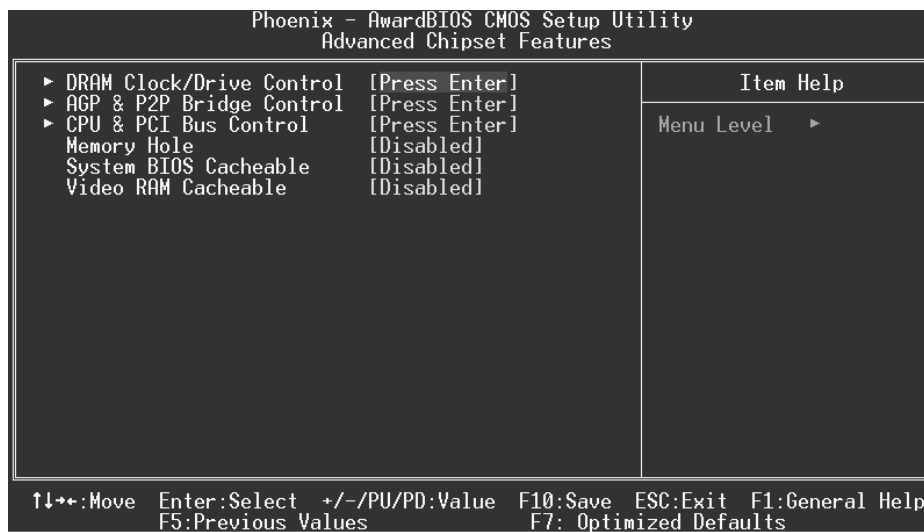 Phoenix - AwardBIOS CMOS Setup Utility
Advanced Chipset Features
► DRAM Clock/Drive Control [Press Enter]
► AGP & P2P Bridge Control [Press Enter]
► CPU & PCI Bus Control [Press Enter]
Memory Hole [Disabled]
System BIOS Cacheable [Disabled]
Video RAM Cacheable [Disabled]
Item Help
Menu Level ►
↑↓→←:Move Enter:Select +/-/PU/PD:Value F10:Save ESC:Exit F1:General Help
F5:Previous Values F7: Optimized Defaults